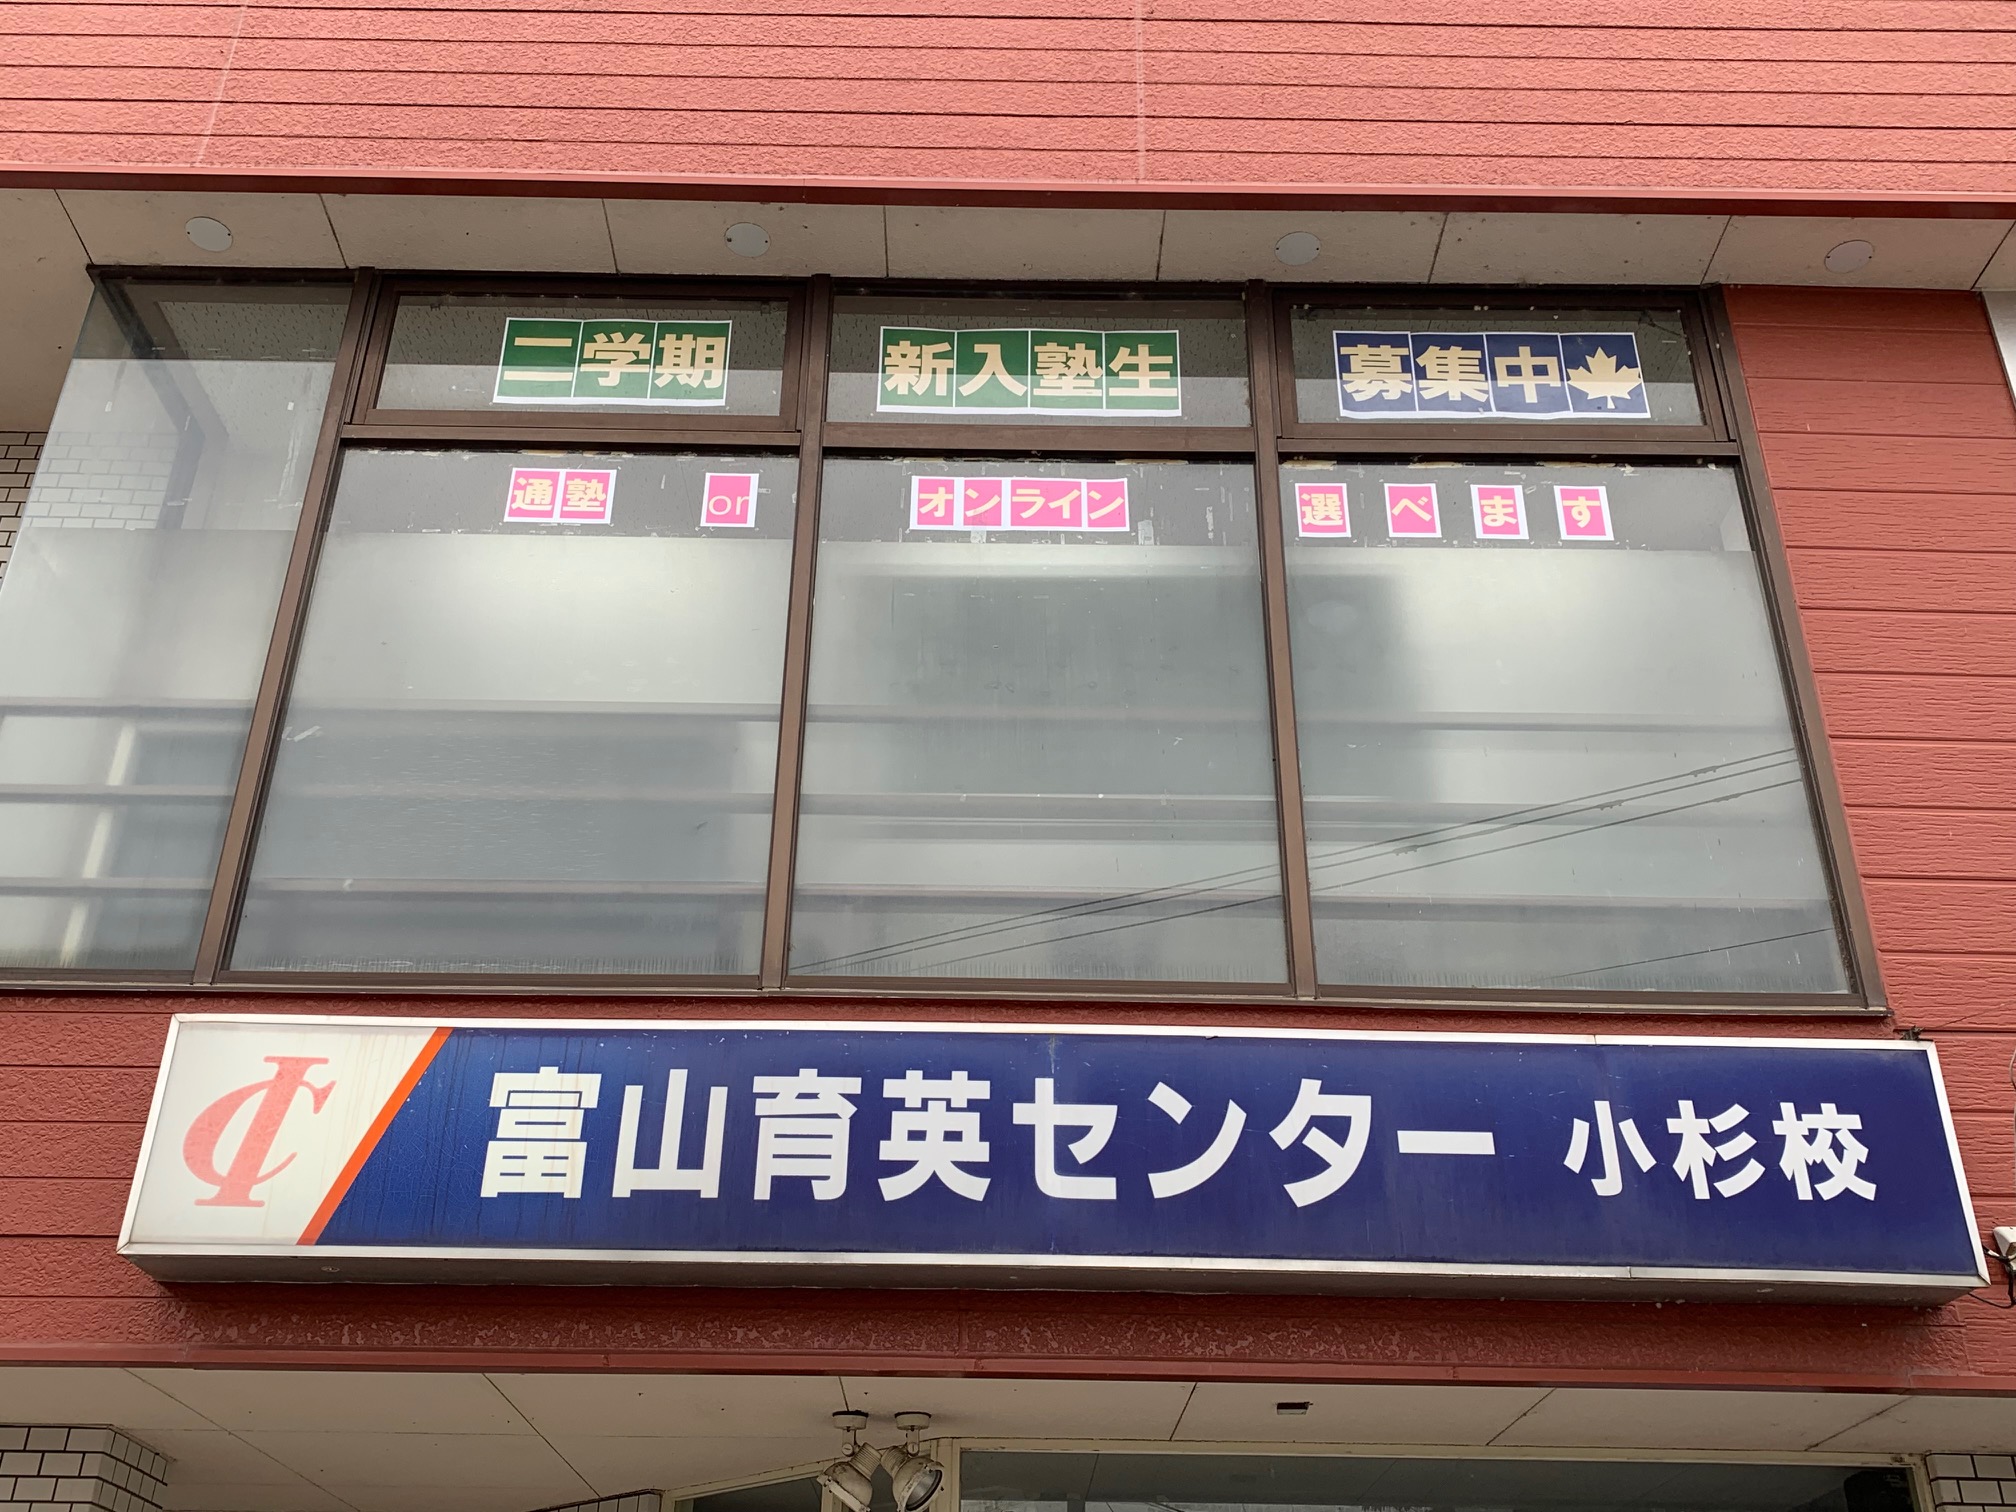 二学期 新入塾生 募集中
通塾 or オンライン 選べます
IC 富山育英センター 小杉校